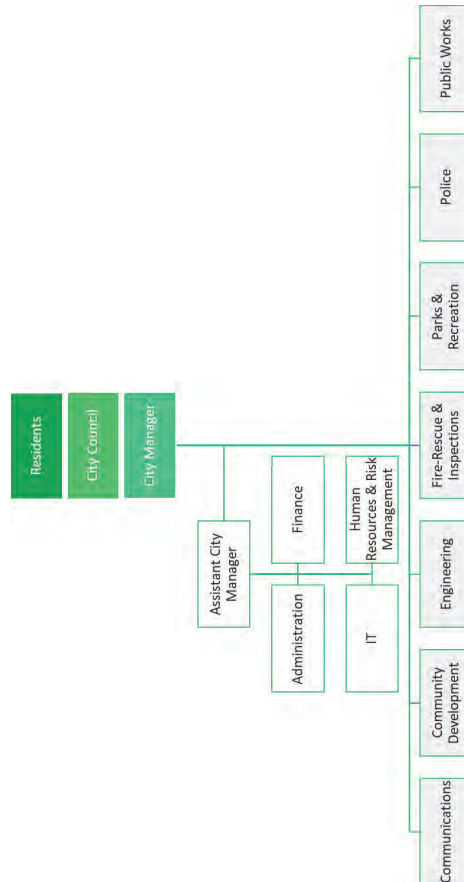 Residents
City Council
City Manager
Assistant City
Manager
Administration
Finance
IT
Human
Resources & Risk
Management
Communications
Community
Development
Engineering
Fire-Rescue &
Inspections
Parks &
Recreation
Police
Public Works